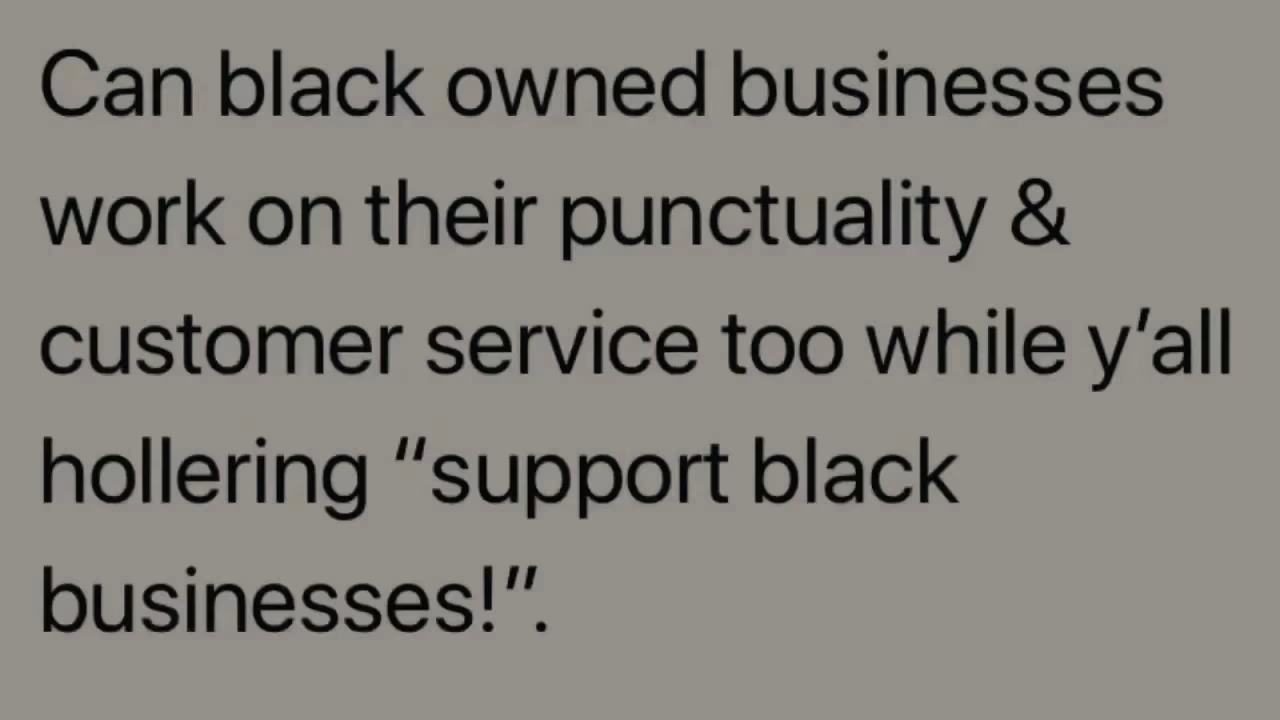 Can black owned businesses
work on their punctuality &
customer service too while y’all
hollering “support black
businesses!”.